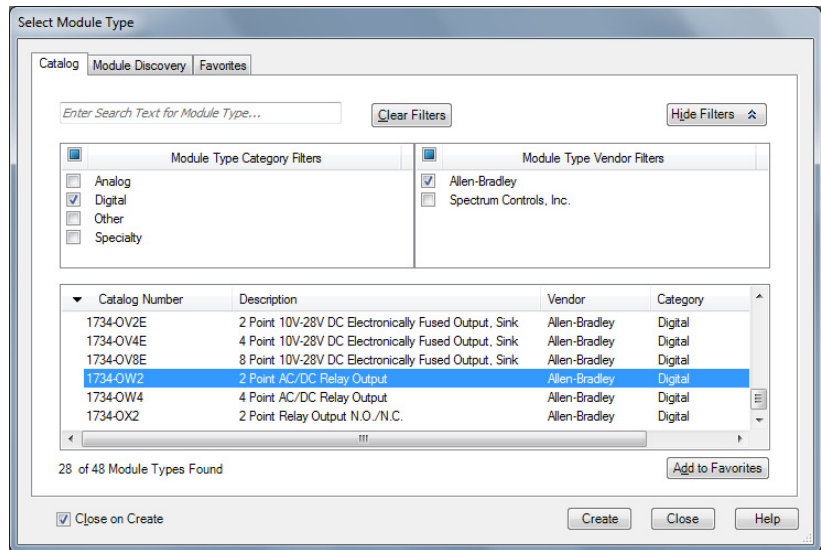 Select Module Type
Catalog Module Discovery Favorites
Enter Search Text for Module Type... Clear Filters Hide Filters
Module Type Category Filters Module Type Vendor Filters
Analog Allen-Bradley
Digital Spectrum Controls, Inc.
Other
Specialty
Catalog Number Description Vendor Category
1734-OV2E 2 Point 10V-28V DC Electronically Fused Output, Sink Allen-Bradley Digital
1734-OV4E 4 Point 10V-28V DC Electronically Fused Output, Sink Allen-Bradley Digital
1734-OV8E 8 Point 10V-28V DC Electronically Fused Output, Sink Allen-Bradley Digital
1734-OW2 2 Point AC/DC Relay Output Allen-Bradley Digital
1734-OW4 4 Point AC/DC Relay Output Allen-Bradley Digital
1734-OX2 2 Point Relay Output N.O./N.C. Allen-Bradley Digital
28 of 48 Module Types Found Add to Favorites
Close on Create Create Close Help